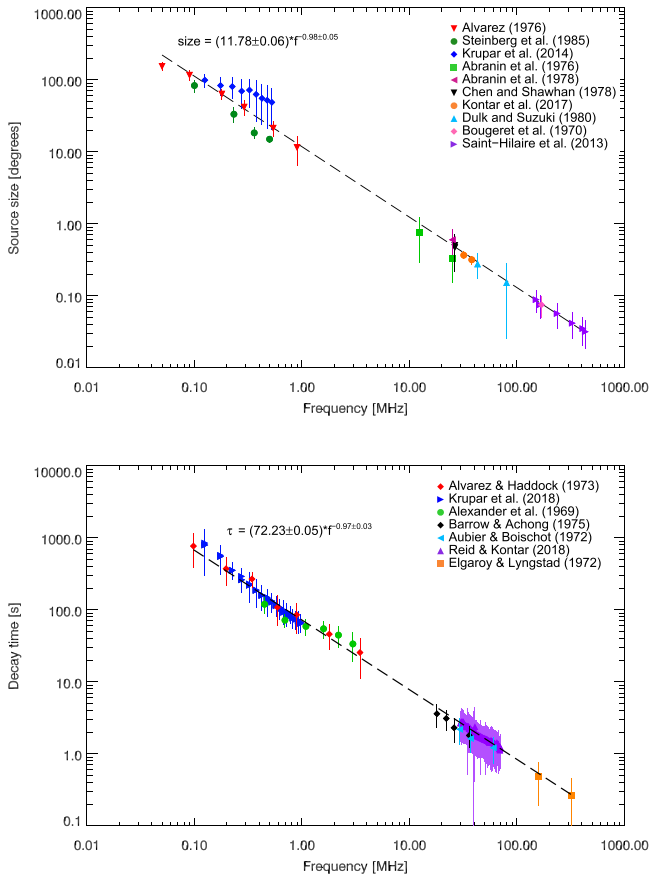 1000.00
100.00
10.00
1.00
0.10
0.01
Source size [degrees]
size = (11.78±0.06)*f−0.98±0.05
Alvarez (1976)
Steinberg et al. (1985)
Krupar et al. (2014)
Abranin et al. (1976)
Abranin et al. (1978)
Chen and Shawhan (1978)
Kontar et al. (2017)
Dulk and Suzuki (1980)
Bougeret et al. (1970)
Saint−Hilaire et al. (2013)
0.01 0.10 1.00 10.00 100.00 1000.00
Frequency [MHz]
10000.0
1000.0
100.0
10.0
1.0
0.1
Decay time [s]
τ = (72.23±0.05)*f−0.97±0.03
Alvarez & Haddock (1973)
Krupar et al. (2018)
Alexander et al. (1969)
Barrow & Achong (1975)
Aubier & Boischot (1972)
Reid & Kontar (2018)
Elgaroy & Lyngstad (1972)
0.01 0.10 1.00 10.00 100.00 1000.00
Frequency [MHz]